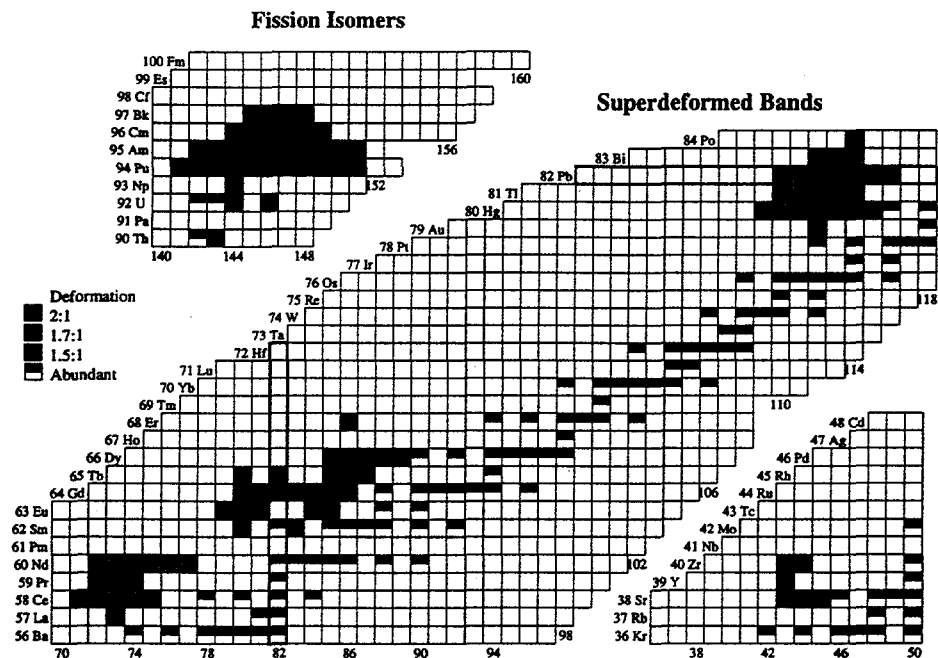 Fission Isomers
100 Fm
99 Es
98 Cf
97 Bk
96 Cm
95 Am
94 Pu
93 Np
92 U
91 Pa
90 Th
160
156
152
140
144
148
Superdeformed Bands
84 Po
83 Bi
82 Pb
81 Tl
80 Hg
79 Au
78 Pt
77 Ir
76 Os
75 Re
74 W
73 Ta
72 Hf
71 Lu
70 Yb
69 Tm
68 Er
67 Ho
66 Dy
65 Tb
64 Gd
63 Eu
62 Sm
61 Pm
60 Nd
59 Pr
58 Ce
57 La
56 Ba
118
114
110
106
102
98
70
74
78
82
86
90
94
Deformation
2:1
1.7:1
1.5:1
Abundant
48 Cd
47 Ag
46 Pd
45 Rh
44 Ru
43 Tc
42 Mo
41 Nb
40 Zr
39 Y
38 Sr
37 Rb
36 Kr
38
42
46
50